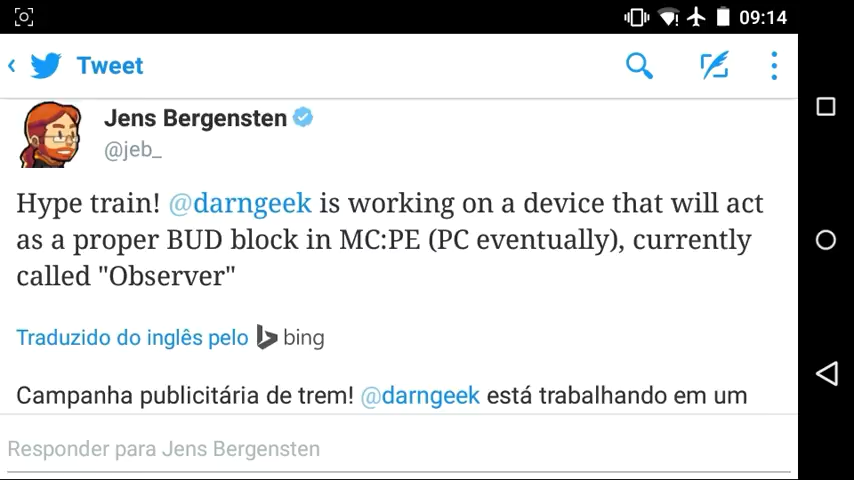 09:14
Tweet
Jens Bergensten
@jeb_
Hype train! @darngeek is working on a device that will act
as a proper BUD block in MC:PE (PC eventually), currently
called "Observer"
Traduzido do inglês pelo bing
Campanha publicitária de trem! @darngeek está trabalhando em um
Responder para Jens Bergensten